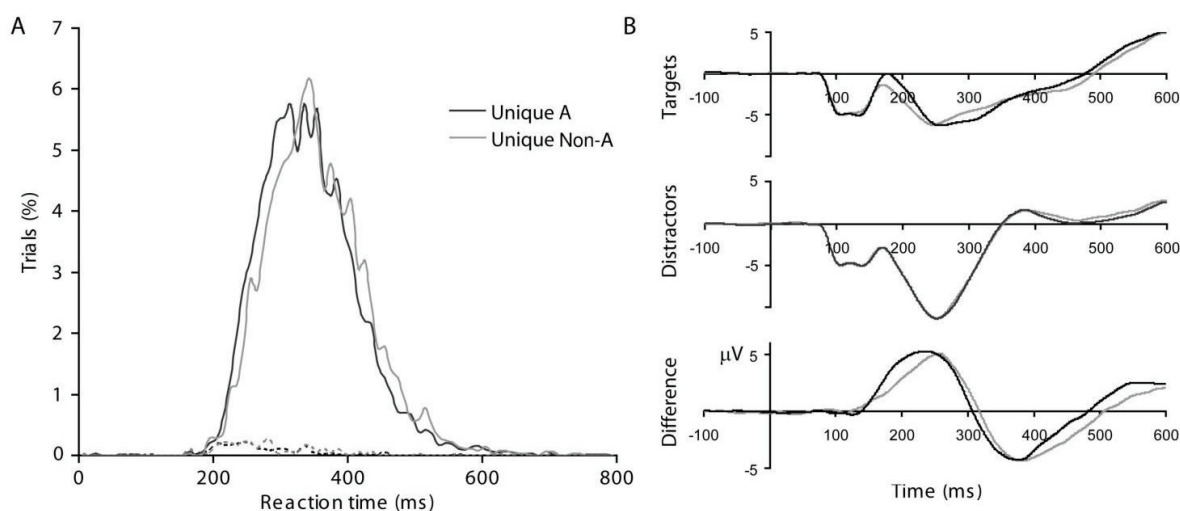 A
7
6
5
4
3
2
1
0
Trials (%)
0 200 400 600 800
Reaction time (ms)
Unique A
Unique Non-A
B
Targets
5
-5
-100 100 200 300 400 500 600
Distractors
5
-5
-100 100 200 300 400 500 600
Difference
μV
5
-5
-100 100 200 300 400 500 600
Time (ms)